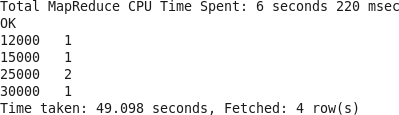 Total MapReduce CPU Time Spent: 6 seconds 220 msec
OK
12000   1
15000   1
25000   2
30000   1
Time taken: 49.098 seconds, Fetched: 4 row(s)